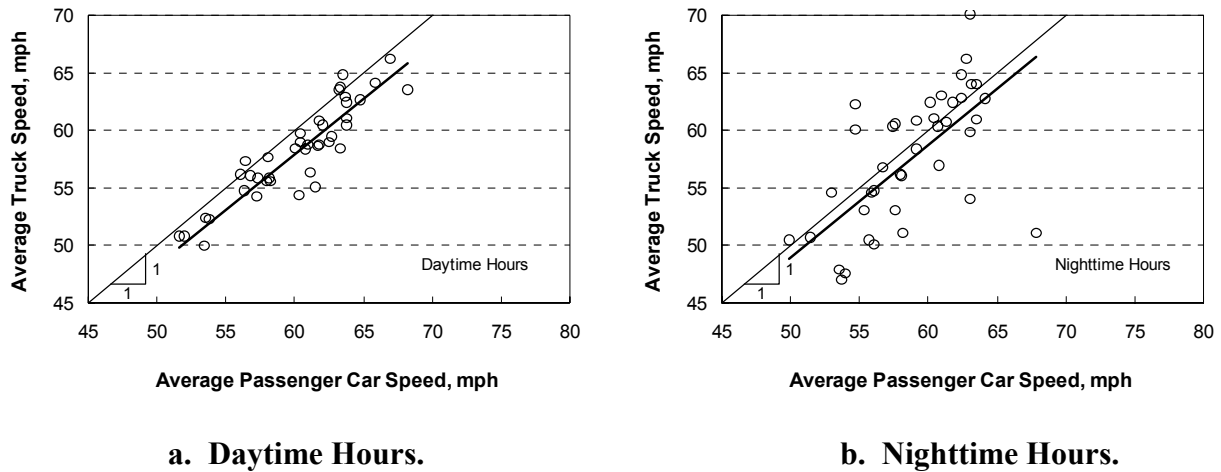 Average Truck Speed, mph
70
65
60
55
50
45
1
1
Daytime Hours
45 50 55 60 65 70 75 80
Average Passenger Car Speed, mph
a. Daytime Hours.
Average Truck Speed, mph
70
65
60
55
50
45
1
1
Nighttime Hours
45 50 55 60 65 70 75 80
Average Passenger Car Speed, mph
b. Nighttime Hours.